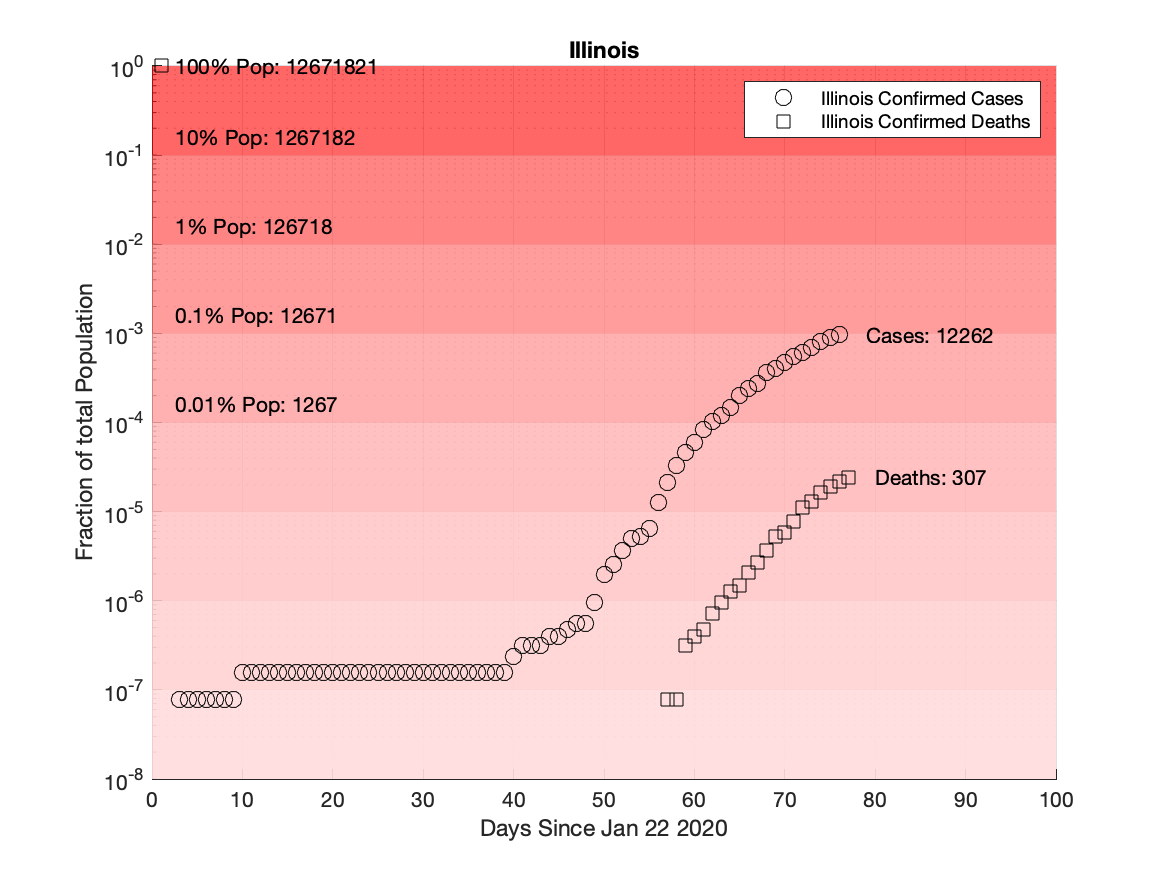 Illinois
10^0
100% Pop: 12671821
Illinois Confirmed Cases
Illinois Confirmed Deaths
10% Pop: 1267182
10^-1
1% Pop: 126718
10^-2
0.1% Pop: 12671
10^-3
Cases: 12262
0.01% Pop: 1267
10^-4
Deaths: 307
10^-5
10^-6
10^-7
10^-8
Fraction of total Population
0 10 20 30 40 50 60 70 80 90 100
Days Since Jan 22 2020